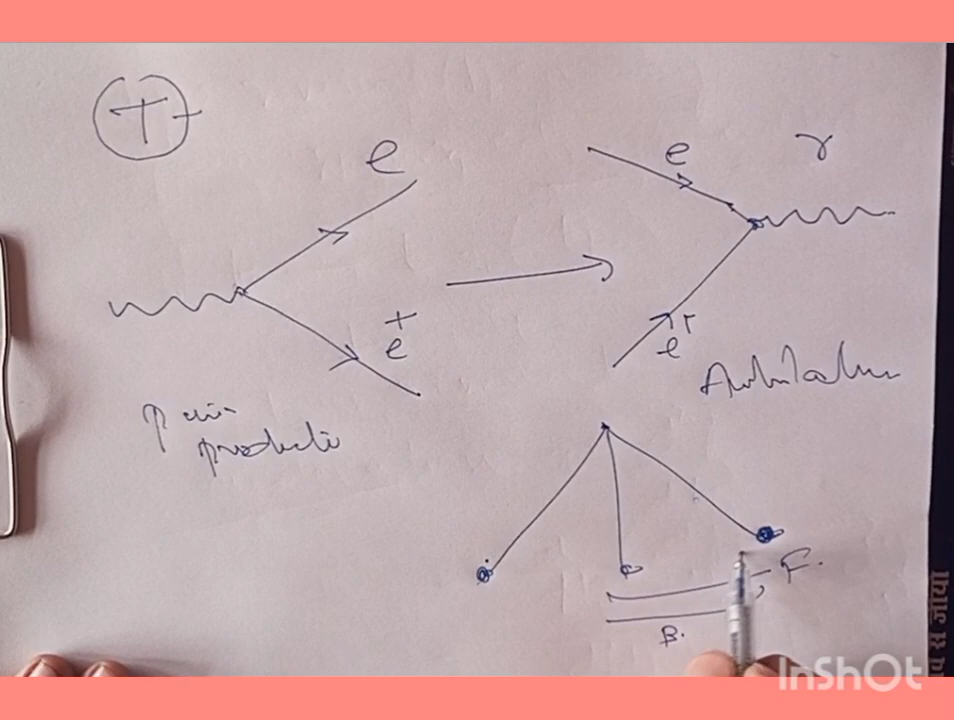 T
e
e
γ
e+
e+
pair
production
Annihilation
F.
B.
InShOt